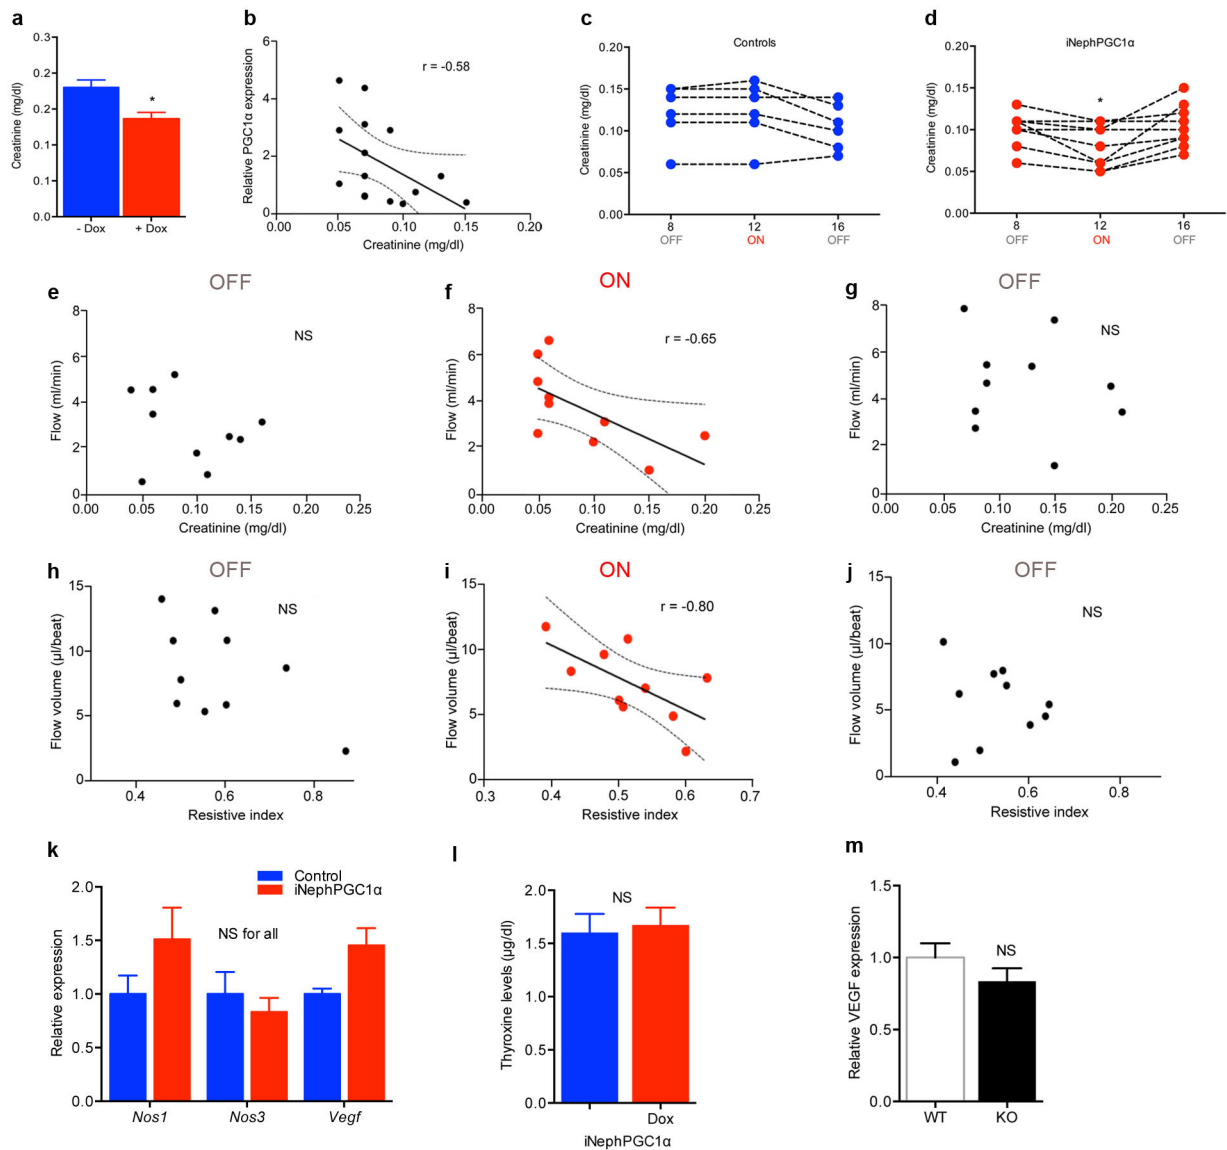 a
Creatinine (mg/dl)
0.3
0.2
0.2
0.1
0.1
0.0
*
- Dox
+ Dox
b
Relative PGC1α expression
6
4
2
0
r = -0.58
0.00
0.05
0.10
0.15
0.20
Creatinine (mg/dl)
c
Controls
Creatinine (mg/dl)
0.20
0.15
0.10
0.05
0.00
8
12
16
OFF
ON
OFF
d
iNephPGC1α
Creatinine (mg/dl)
0.20
0.15
0.10
0.05
0.00
*
8
12
16
OFF
ON
OFF
e
OFF
Flow (ml/min)
8
6
4
2
0
NS
0.00
0.05
0.10
0.15
0.20
0.25
Creatinine (mg/dl)
f
ON
Flow (ml/min)
8
6
4
2
0
r = -0.65
0.00
0.05
0.10
0.15
0.20
0.25
Creatinine (mg/dl)
g
OFF
Flow (ml/min)
8
6
4
2
0
NS
0.00
0.05
0.10
0.15
0.20
0.25
Creatinine (mg/dl)
h
OFF
Flow volume (µl/beat)
15
10
5
0
NS
0.4
0.6
0.8
Resistive index
i
ON
Flow volume (µl/beat)
15
10
5
0
r = -0.80
0.3
0.4
0.5
0.6
0.7
Resistive index
j
OFF
Flow volume (µl/beat)
15
10
5
0
NS
0.4
0.6
0.8
Resistive index
k
Control
iNephPGC1α
Relative expression
2.0
1.5
1.0
0.5
0.0
NS for all
Nos1
Nos3
Vegf
l
Thyroxine levels (µg/dl)
2.0
1.5
1.0
0.5
0.0
NS
Dox
iNephPGC1α
m
Relative VEGF expression
1.5
1.0
0.5
0.0
NS
WT
KO